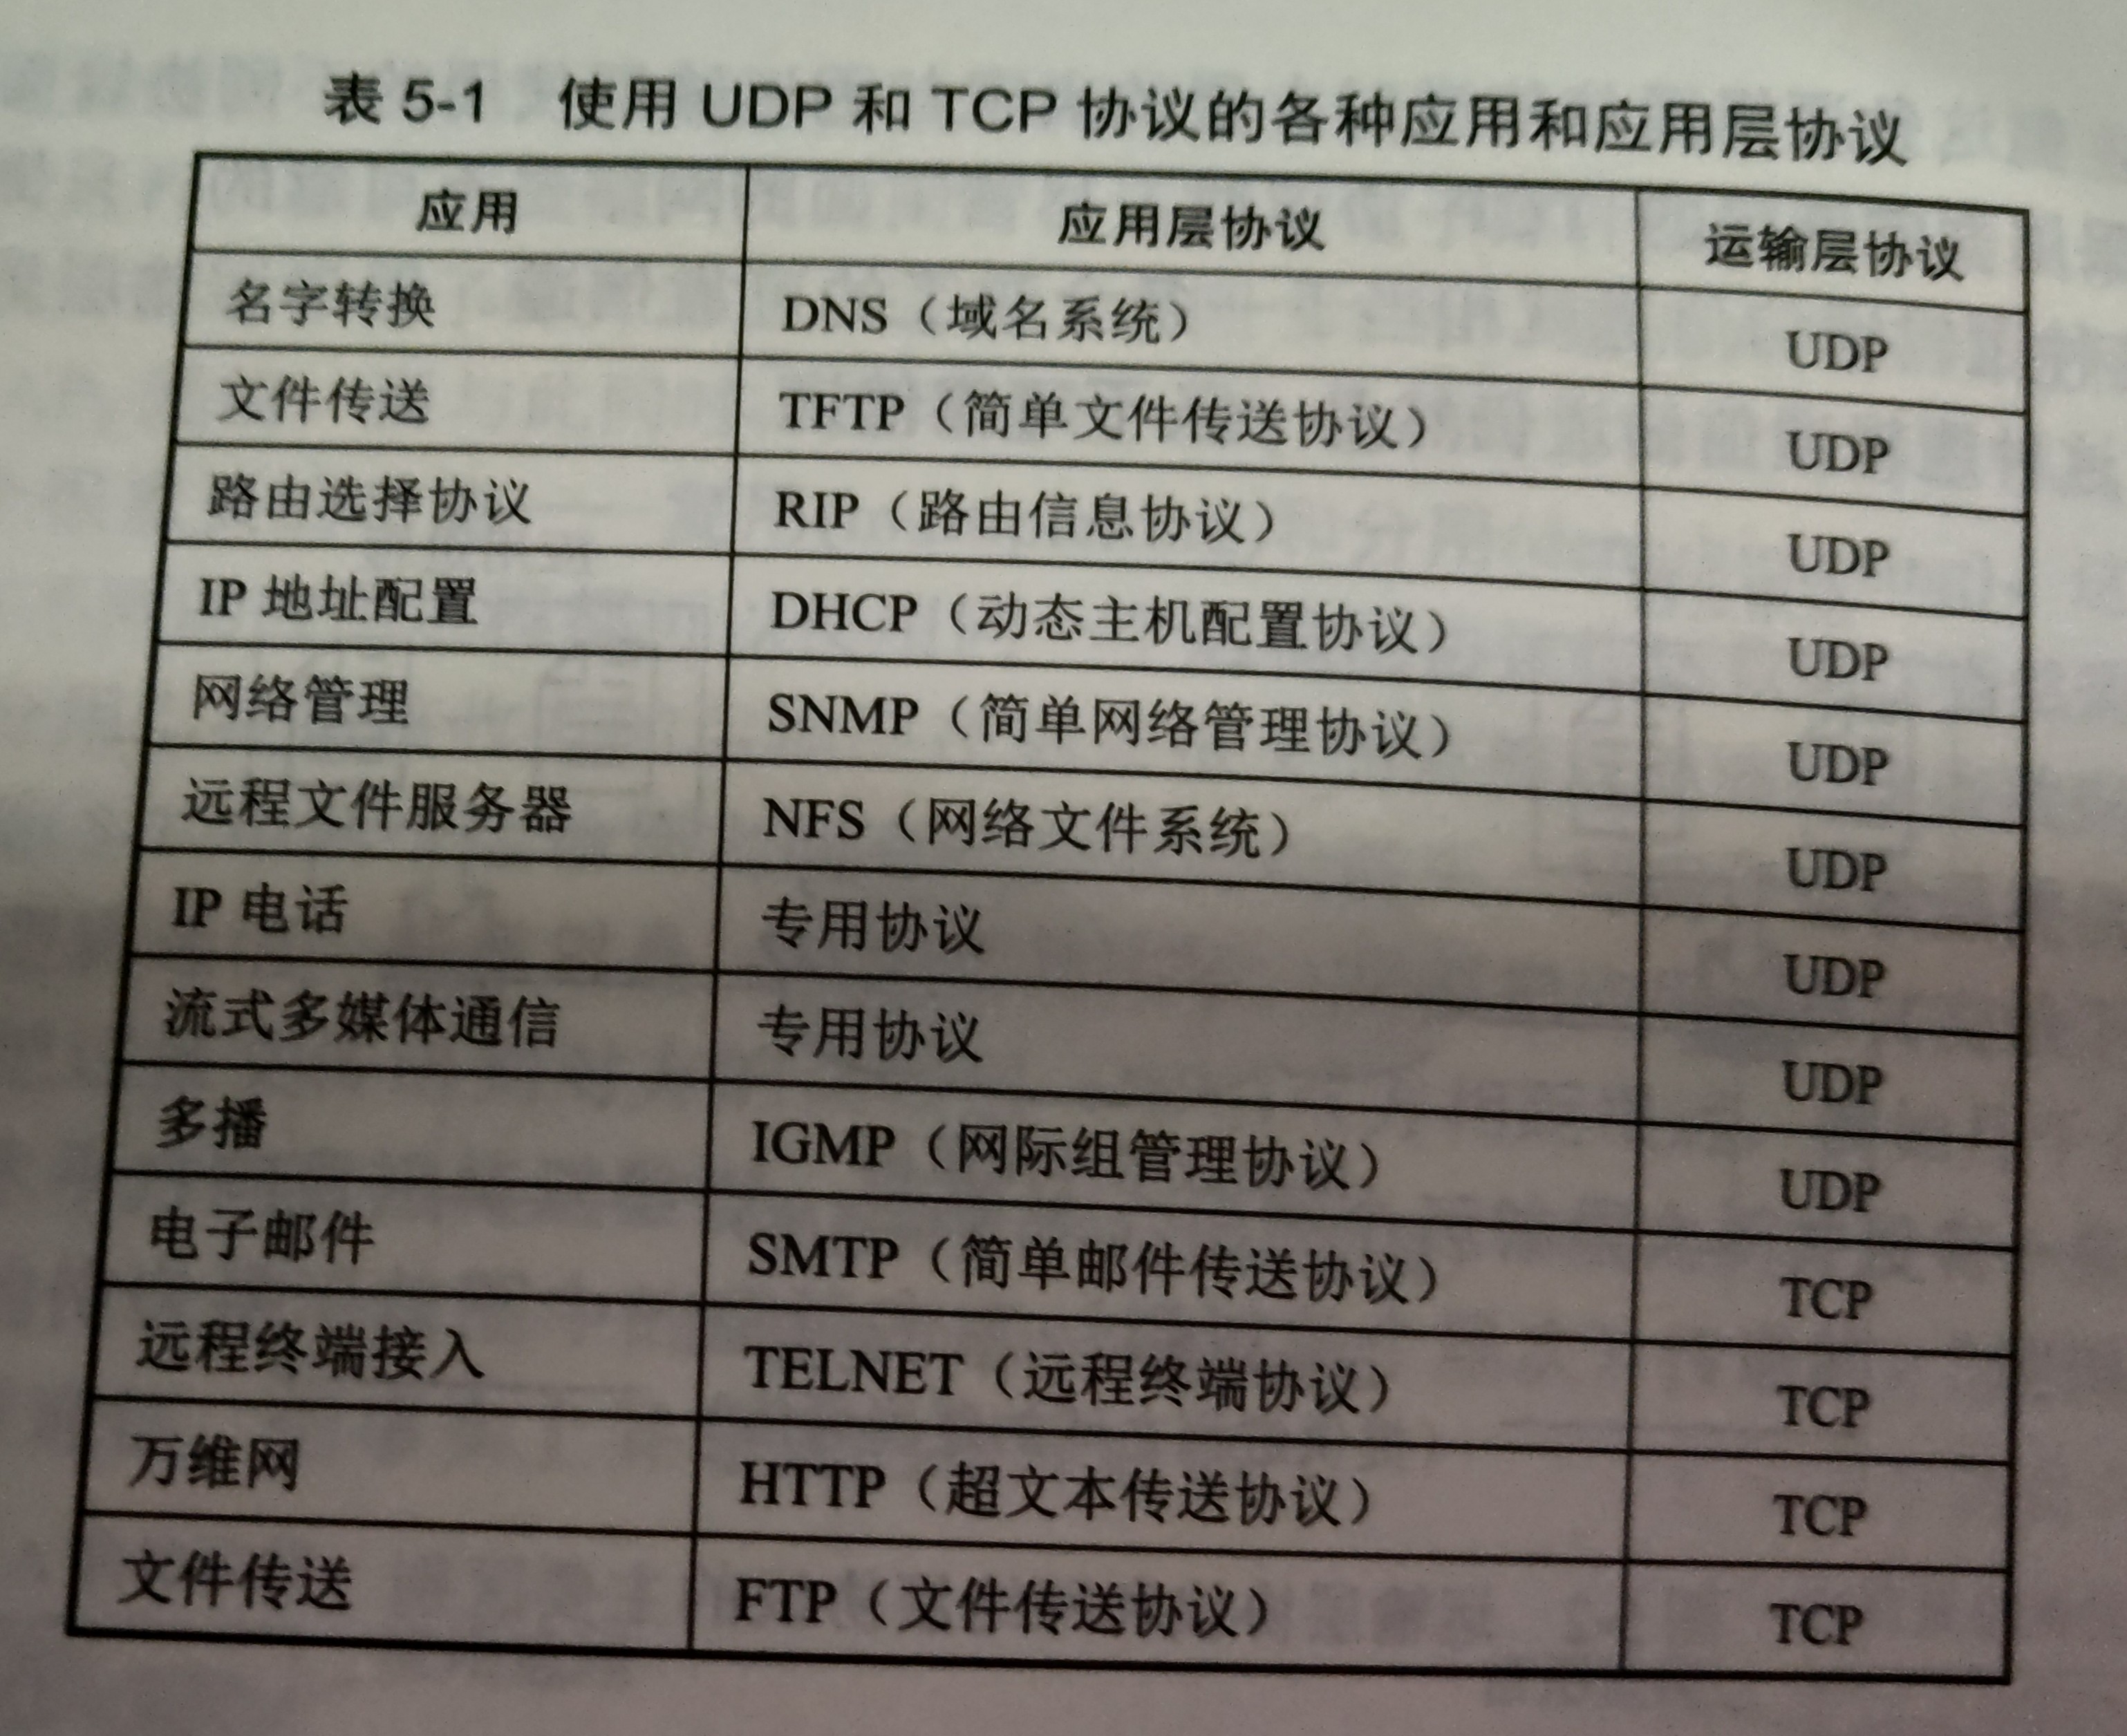 表 5-1 使用 UDP 和 TCP 协议的各种应用和应用层协议
应用 应用层协议 运输层协议
名字转换 DNS（域名系统） UDP
文件传送 TFTP（简单文件传送协议） UDP
路由选择协议 RIP（路由信息协议） UDP
IP 地址配置 DHCP（动态主机配置协议） UDP
网络管理 SNMP（简单网络管理协议） UDP
远程文件服务器 NFS（网络文件系统） UDP
IP 电话 专用协议 UDP
流式多媒体通信 专用协议 UDP
多播 IGMP（网际组管理协议） UDP
电子邮件 SMTP（简单邮件传送协议） TCP
远程终端接入 TELNET（远程终端协议） TCP
万维网 HTTP（超文本传送协议） TCP
文件传送 FTP（文件传送协议） TCP